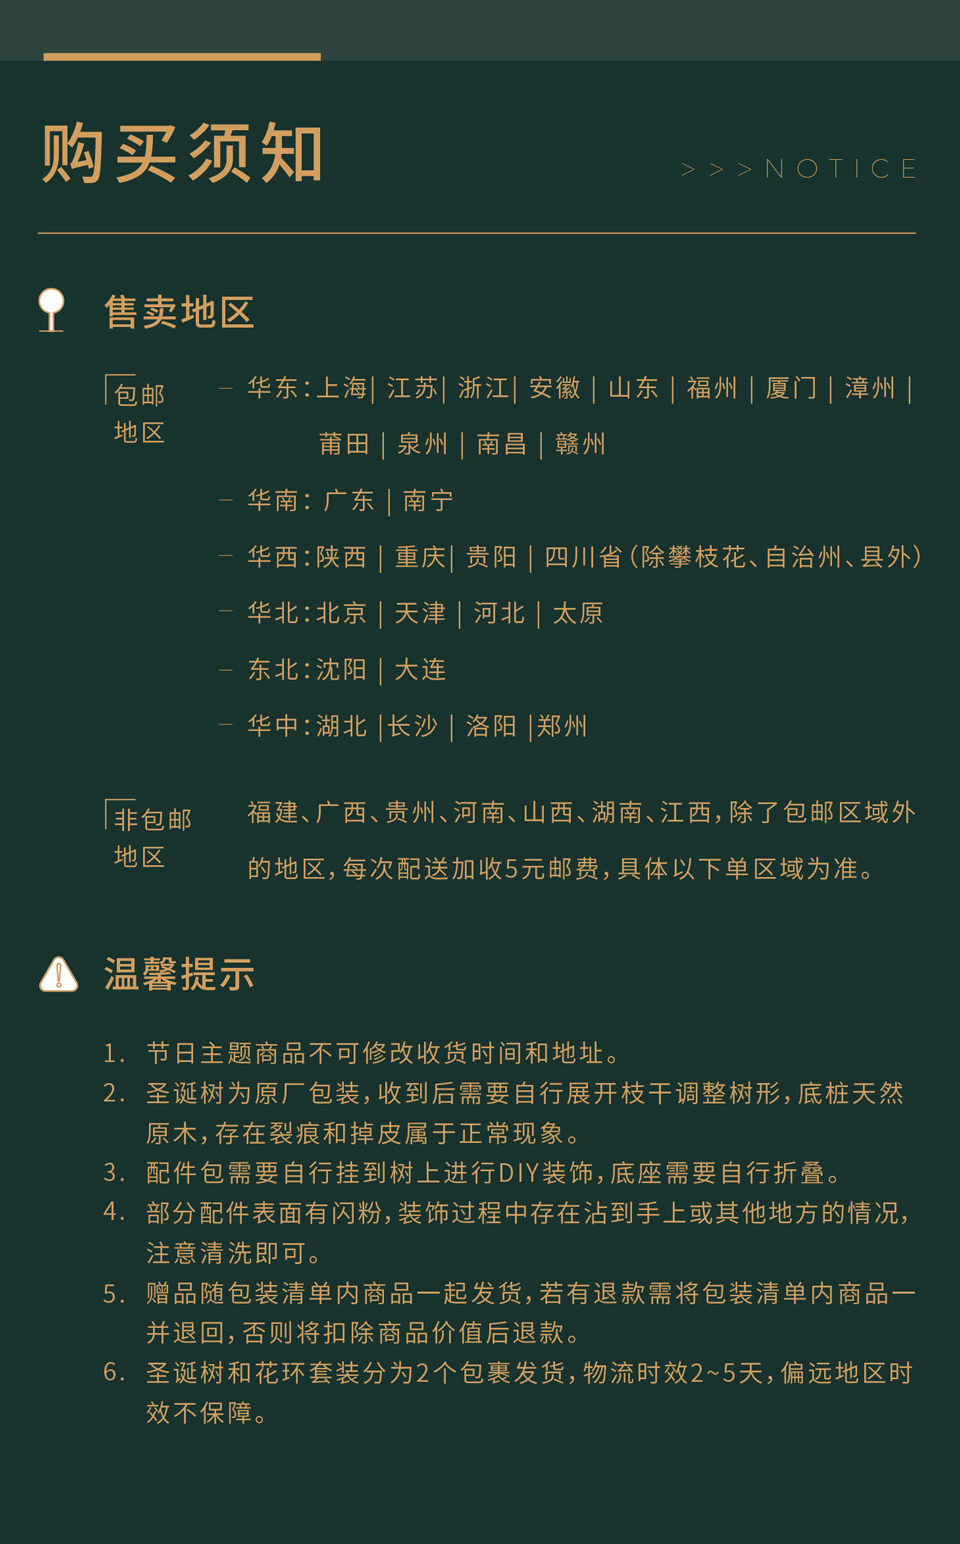 购买须知
>>>NOTICE
售卖地区
包邮
地区
– 华东:上海| 江苏| 浙江| 安徽 | 山东 | 福州 | 厦门 | 漳州 |
莆田 | 泉州 | 南昌 | 赣州
– 华南: 广东 | 南宁
– 华西:陕西 | 重庆| 贵阳 | 四川省(除攀枝花、自治州、县外)
– 华北:北京 | 天津 | 河北 | 太原
– 东北:沈阳 | 大连
– 华中:湖北 |长沙 | 洛阳 |郑州
非包邮
地区
福建、广西、贵州、河南、山西、湖南、江西,除了包邮区域外
的地区,每次配送加收5元邮费,具体以下单区域为准。
温馨提示
1. 节日主题商品不可修改收货时间和地址。
2. 圣诞树为原厂包装,收到后需要自行展开枝干调整树形,底桩天然
原木,存在裂痕和掉皮属于正常现象。
3. 配件包需要自行挂到树上进行DIY装饰,底座需要自行折叠。
4. 部分配件表面有闪粉,装饰过程中存在沾到手上或其他地方的情况,
注意清洗即可。
5. 赠品随包装清单内商品一起发货,若有退款需将包装清单内商品一
并退回,否则将扣除商品价值后退款。
6. 圣诞树和花环套装分为2个包裹发货,物流时效2~5天,偏远地区时
效不保障。